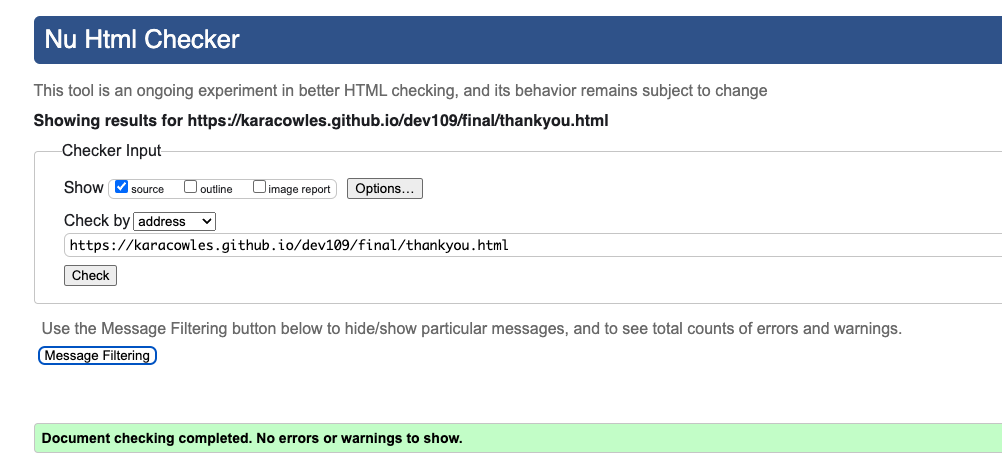 Nu Html Checker
This tool is an ongoing experiment in better HTML checking, and its behavior remains subject to change
Showing results for https://karacowles.github.io/dev109/final/thankyou.html
Checker Input
Show source outline image report Options...
Check by address
https://karacowles.github.io/dev109/final/thankyou.html
Check
Use the Message Filtering button below to hide/show particular messages, and to see total counts of errors and warnings.
Message Filtering
Document checking completed. No errors or warnings to show.